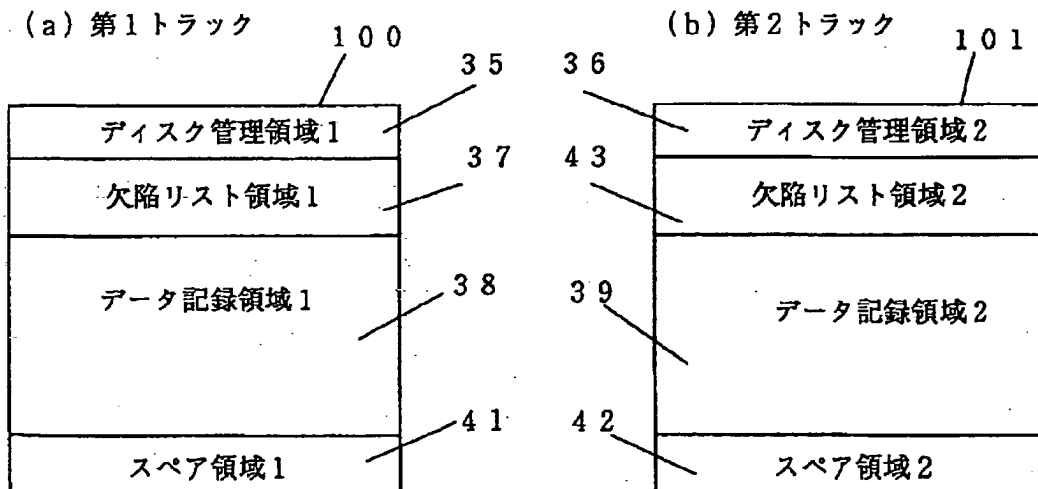 (a) 第1トラック
100
35
ディスク管理領域1
37
欠陥リスト領域1
データ記録領域1
38
41
スペア領域1
(b) 第2トラック
101
36
ディスク管理領域2
43
欠陥リスト領域2
39
データ記録領域2
42
スペア領域2